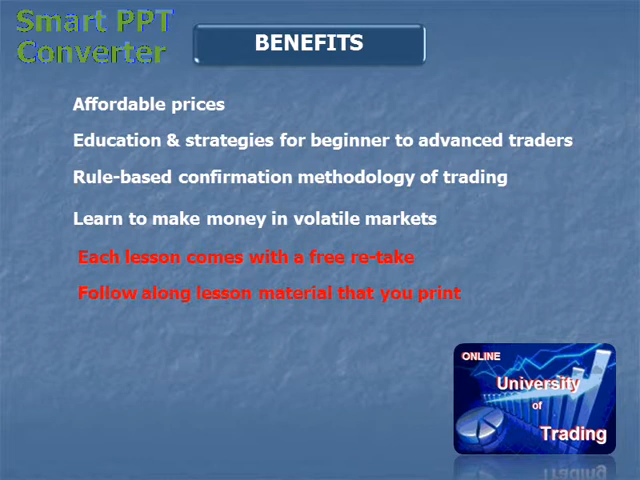 Smart PPT
Converter
BENEFITS
Affordable prices
Education & strategies for beginner to advanced traders
Rule-based confirmation methodology of trading
Learn to make money in volatile markets
Each lesson comes with a free re-take
Follow along lesson material that you print
ONLINE
University
of
Trading